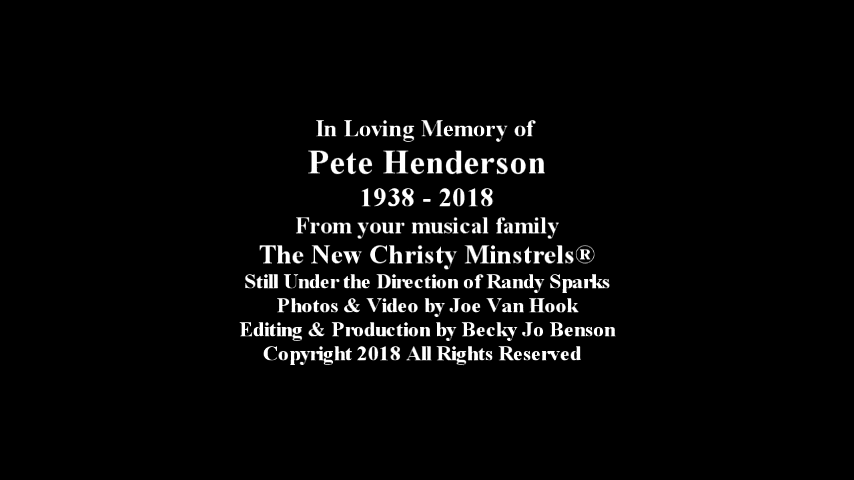 In Loving Memory of
Pete Henderson
1938 - 2018
From your musical family
The New Christy Minstrels®
Still Under the Direction of Randy Sparks
Photos & Video by Joe Van Hook
Editing & Production by Becky Jo Benson
Copyright 2018 All Rights Reserved